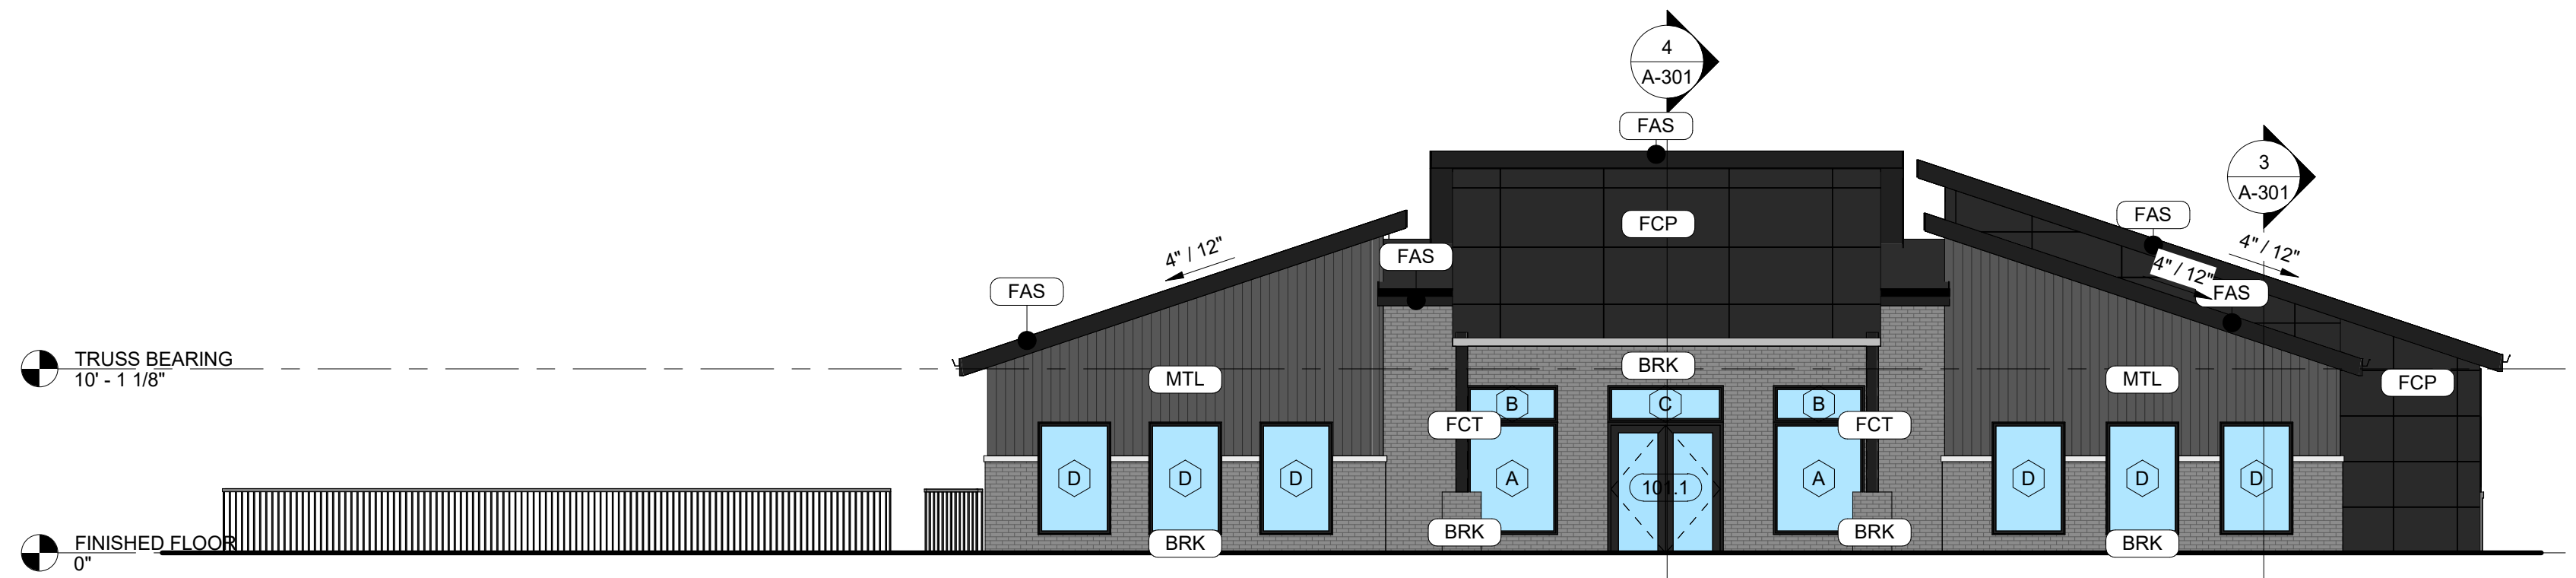 4
A-301
FAS
3
A-301
FAS
FCP
4" / 12"
FAS
4" / 12"
4" / 12"
FAS
FAS
TRUSS BEARING
10' - 1 1/8"
MTL
BRK
MTL
FCP
B
C
B
FCT
FCT
D
D
D
A
101.1
A
D
D
D
BRK
BRK
FINISHED FLOOR
0"
BRK
BRK